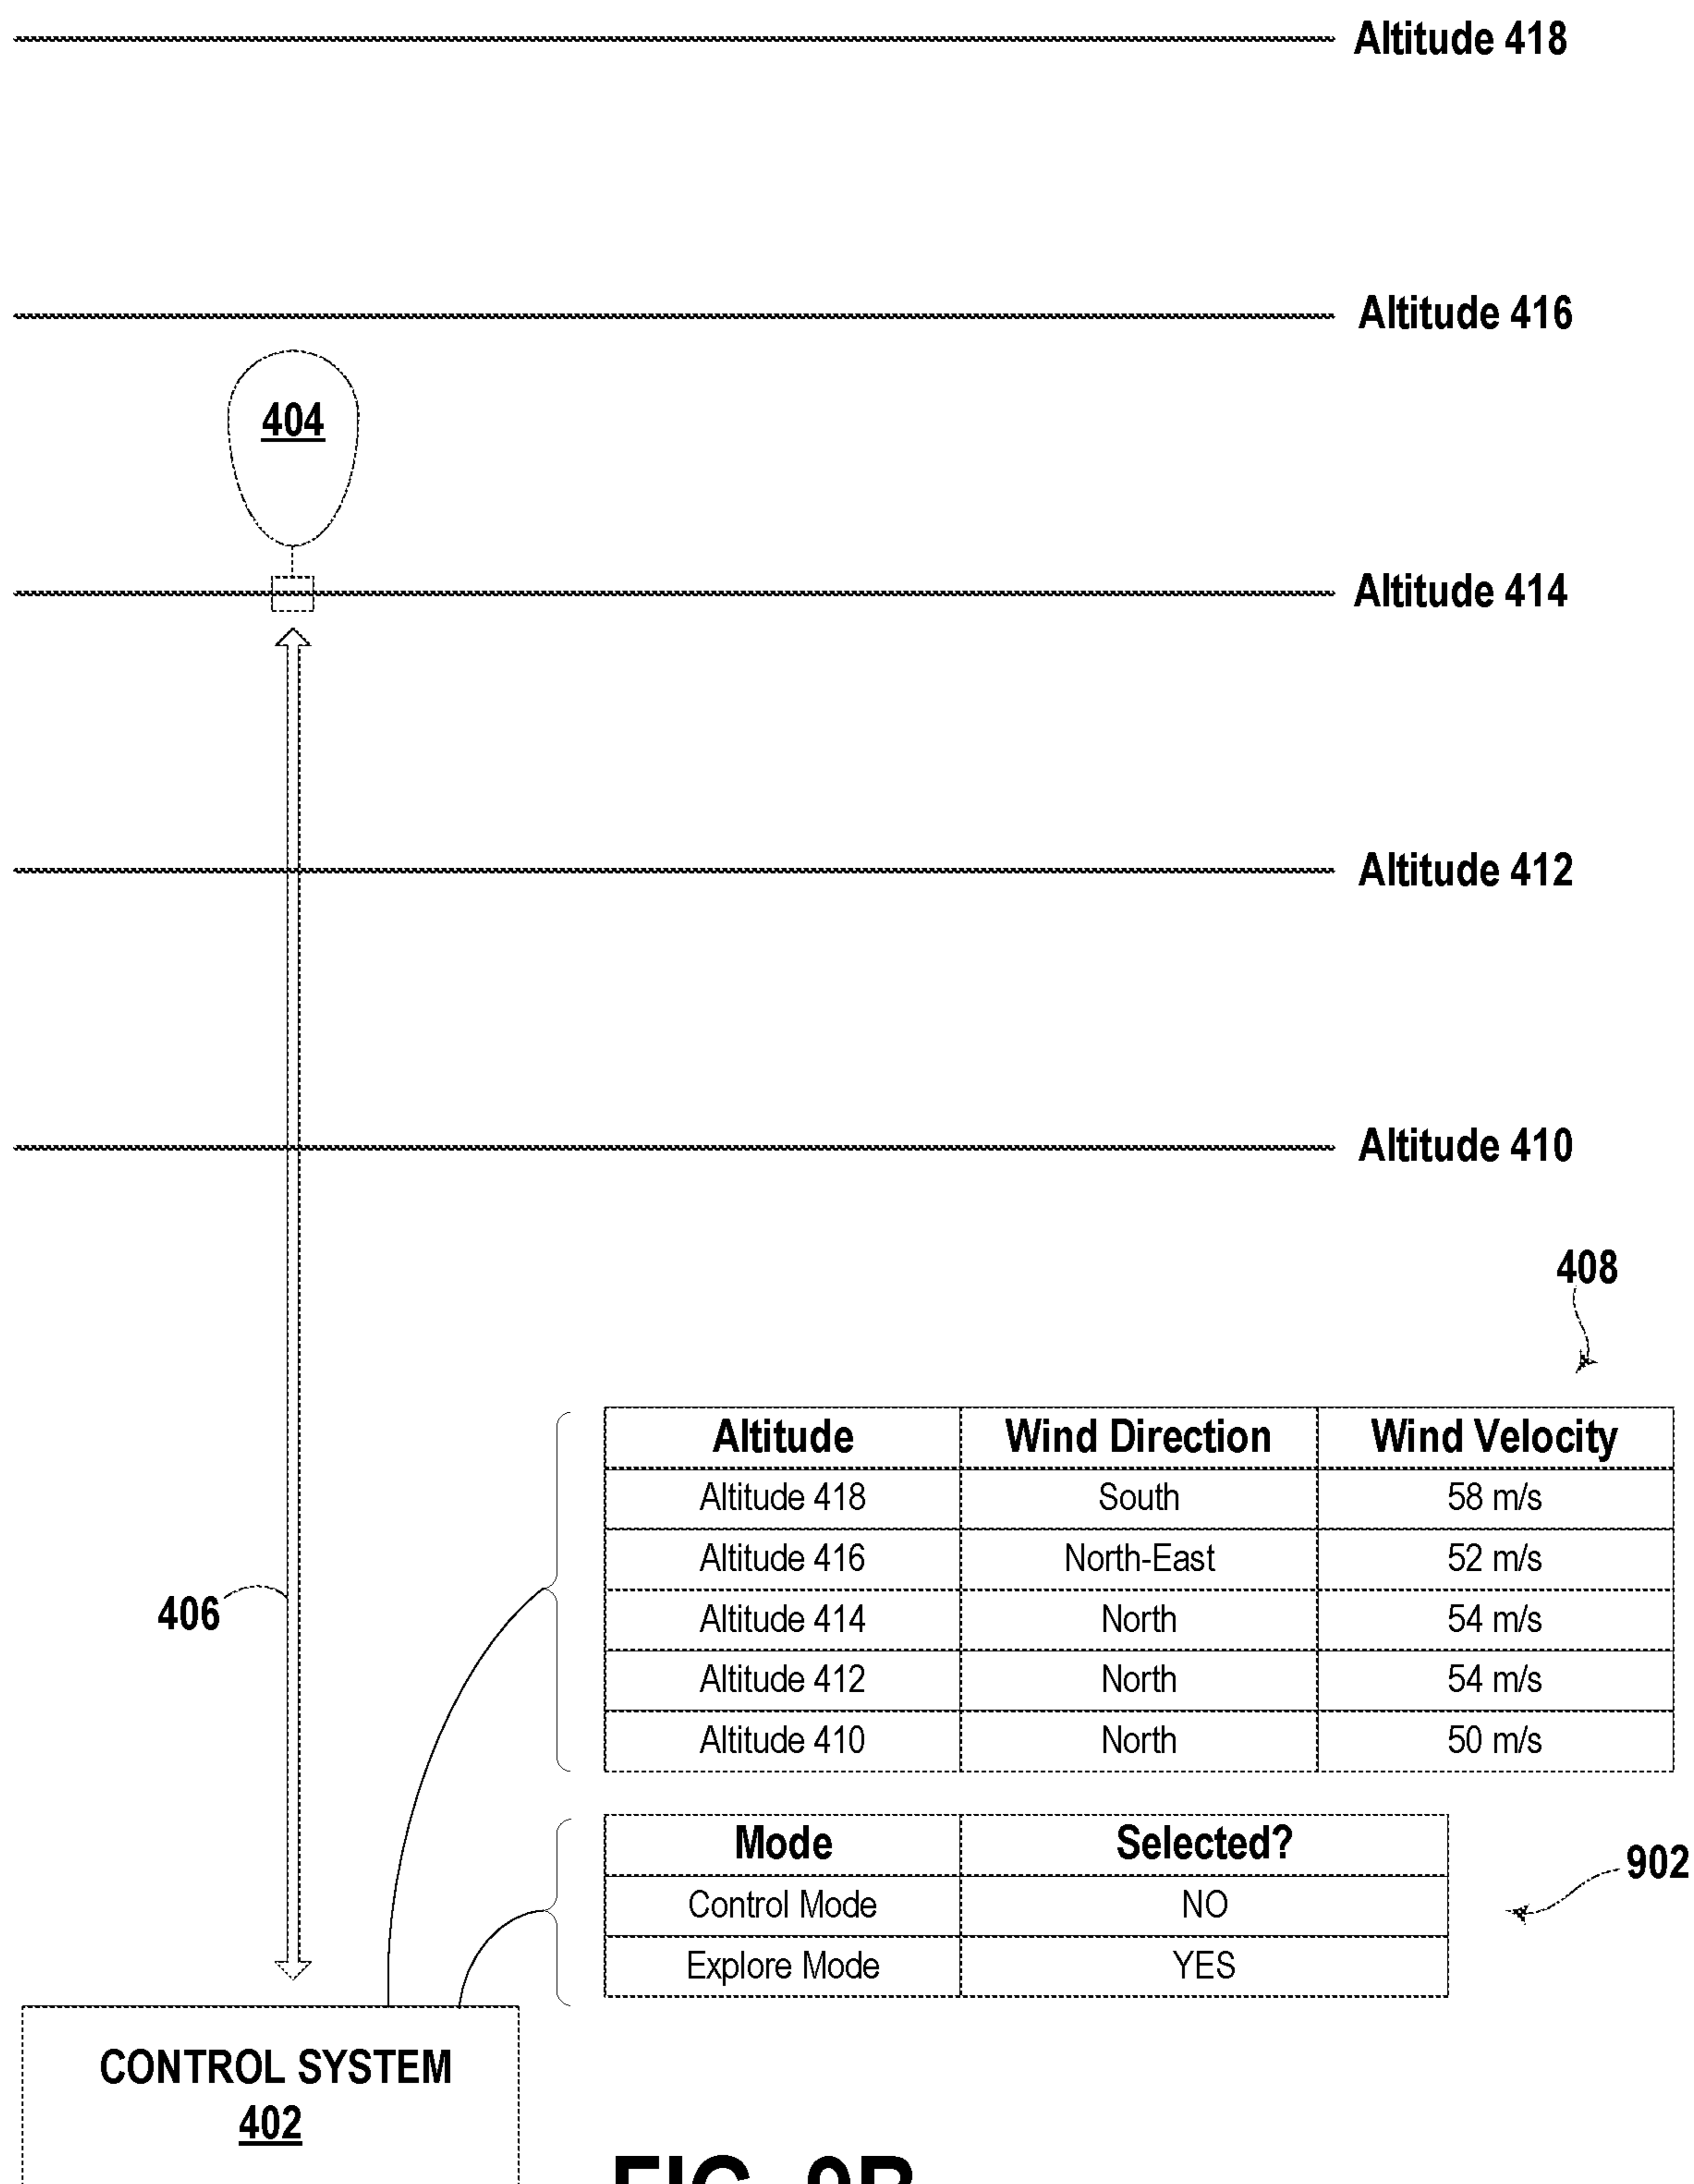 Altitude 418
Altitude 416
404
Altitude 414
Altitude 412
Altitude 410
408
Altitude Wind Direction Wind Velocity
Altitude 418 South 58 m/s
Altitude 416 North-East 52 m/s
406
Altitude 414 North 54 m/s
Altitude 412 North 54 m/s
Altitude 410 North 50 m/s
Mode Selected?
902
Control Mode NO
Explore Mode YES
CONTROL SYSTEM
402
FIG. 9B